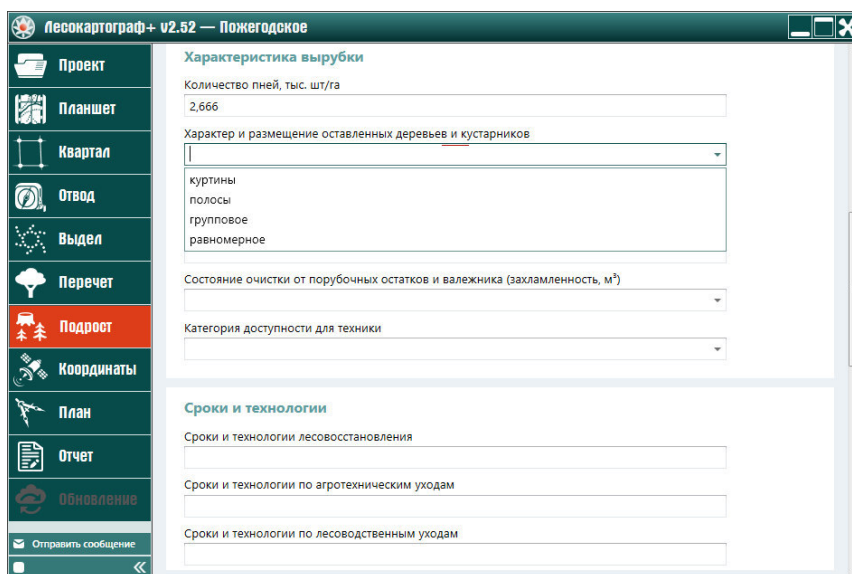 Лесокартограф+ v2.52 — Пожегодское
Проект
Планшет
Квартал
Отвод
Выдел
Перечет
Подрост
Координаты
План
Отчет
Обновление
Отправить сообщение
Характеристика вырубки
Количество пней, тыс. шт/га
2,666
Характер и размещение оставленных деревьев и кустарников
куртины
полосы
групповое
равномерное
Состояние очистки от порубочных остатков и валежника (захламленность, м³)
Категория доступности для техники
Сроки и технологии
Сроки и технологии лесовосстановления
Сроки и технологии по агротехническим уходам
Сроки и технологии по лесоводственным уходам